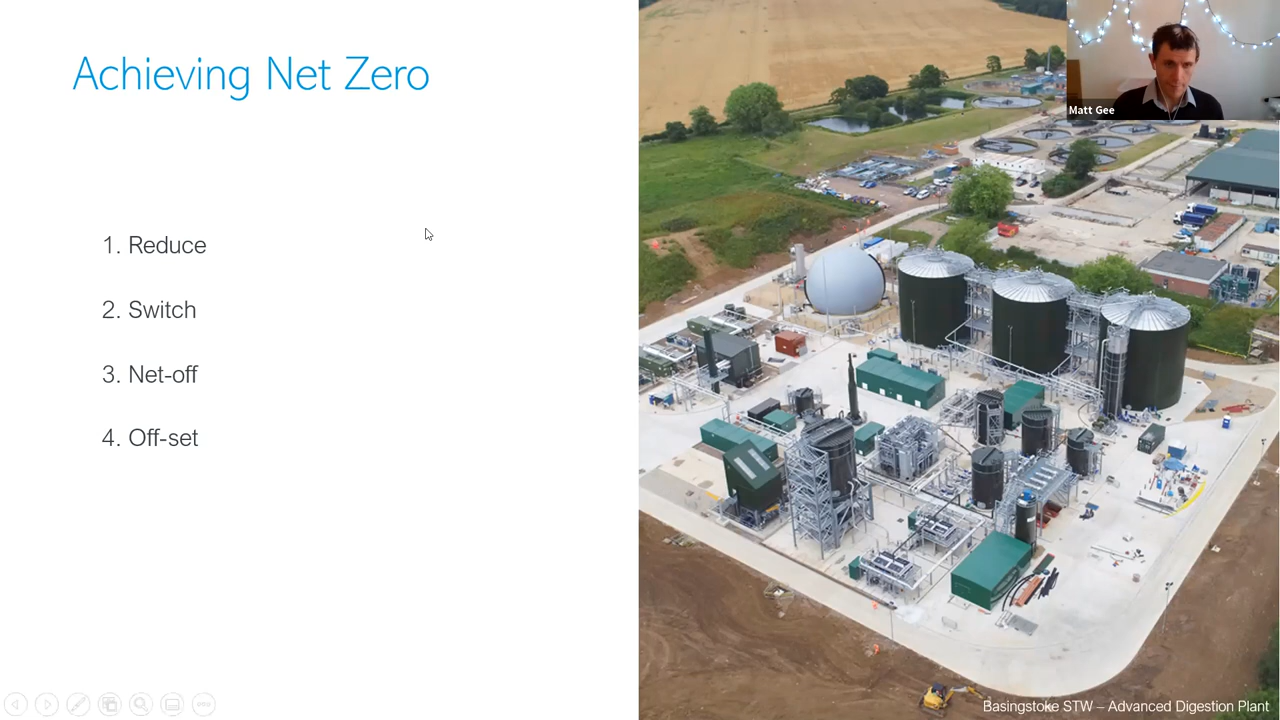 Achieving Net Zero
1. Reduce
2. Switch
3. Net-off
4. Off-set
Matt Gee
Basingstoke STW – Advanced Digestion Plant